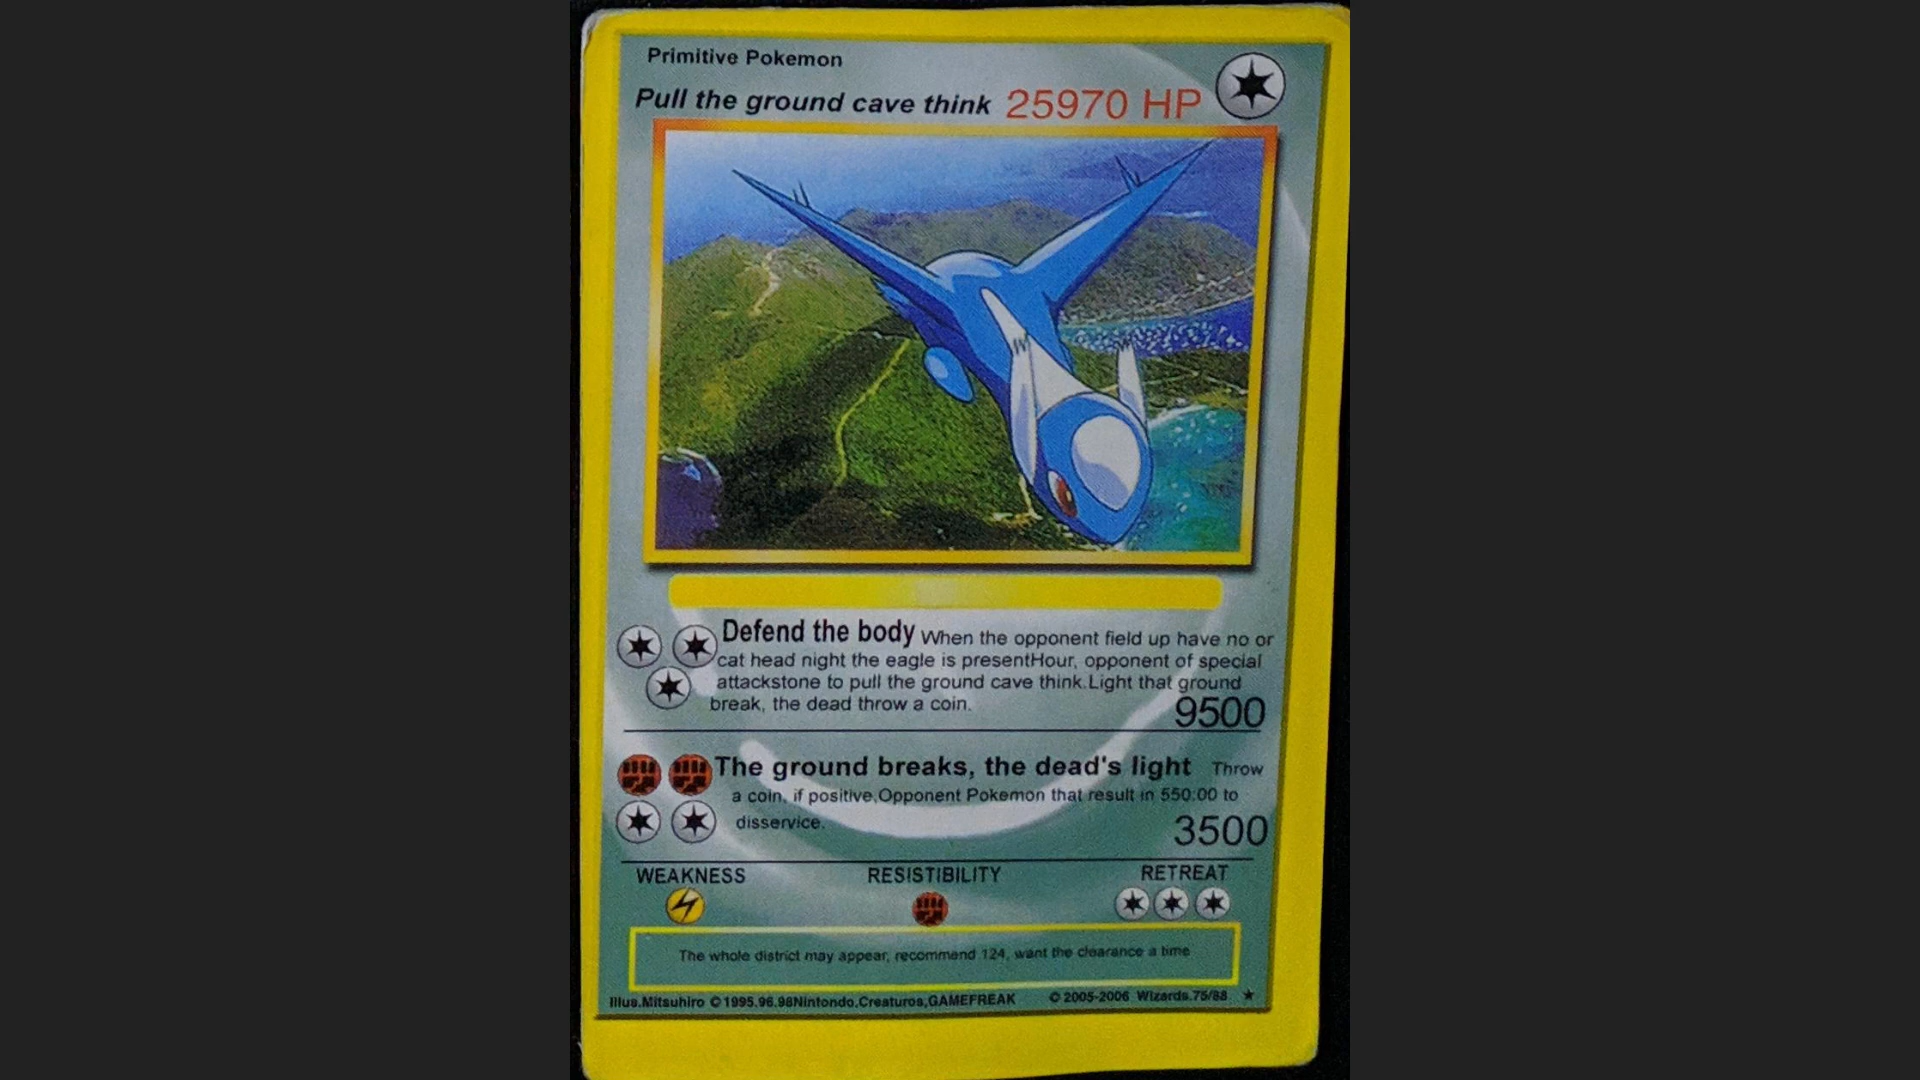 Primitive Pokemon
Pull the ground cave think 25970 HP
Defend the body When the opponent field up have no or
cat head night the eagle is presentHour, opponent of special
attackstone to pull the ground cave think.Light that ground
break, the dead throw a coin.
9500
The ground breaks, the dead's light Throw
a coin, if positive,Opponent Pokemon that result in 550.00 to
disservice.
3500
WEAKNESS RESISTIBILITY RETREAT
The whole district may appear, recommend 124, want the clearance a time
Illus.Mitsuhiro ©1995,96,98Nintondo,Creaturos,GAMEFREAK © 2005-2006 Wizards.75/88